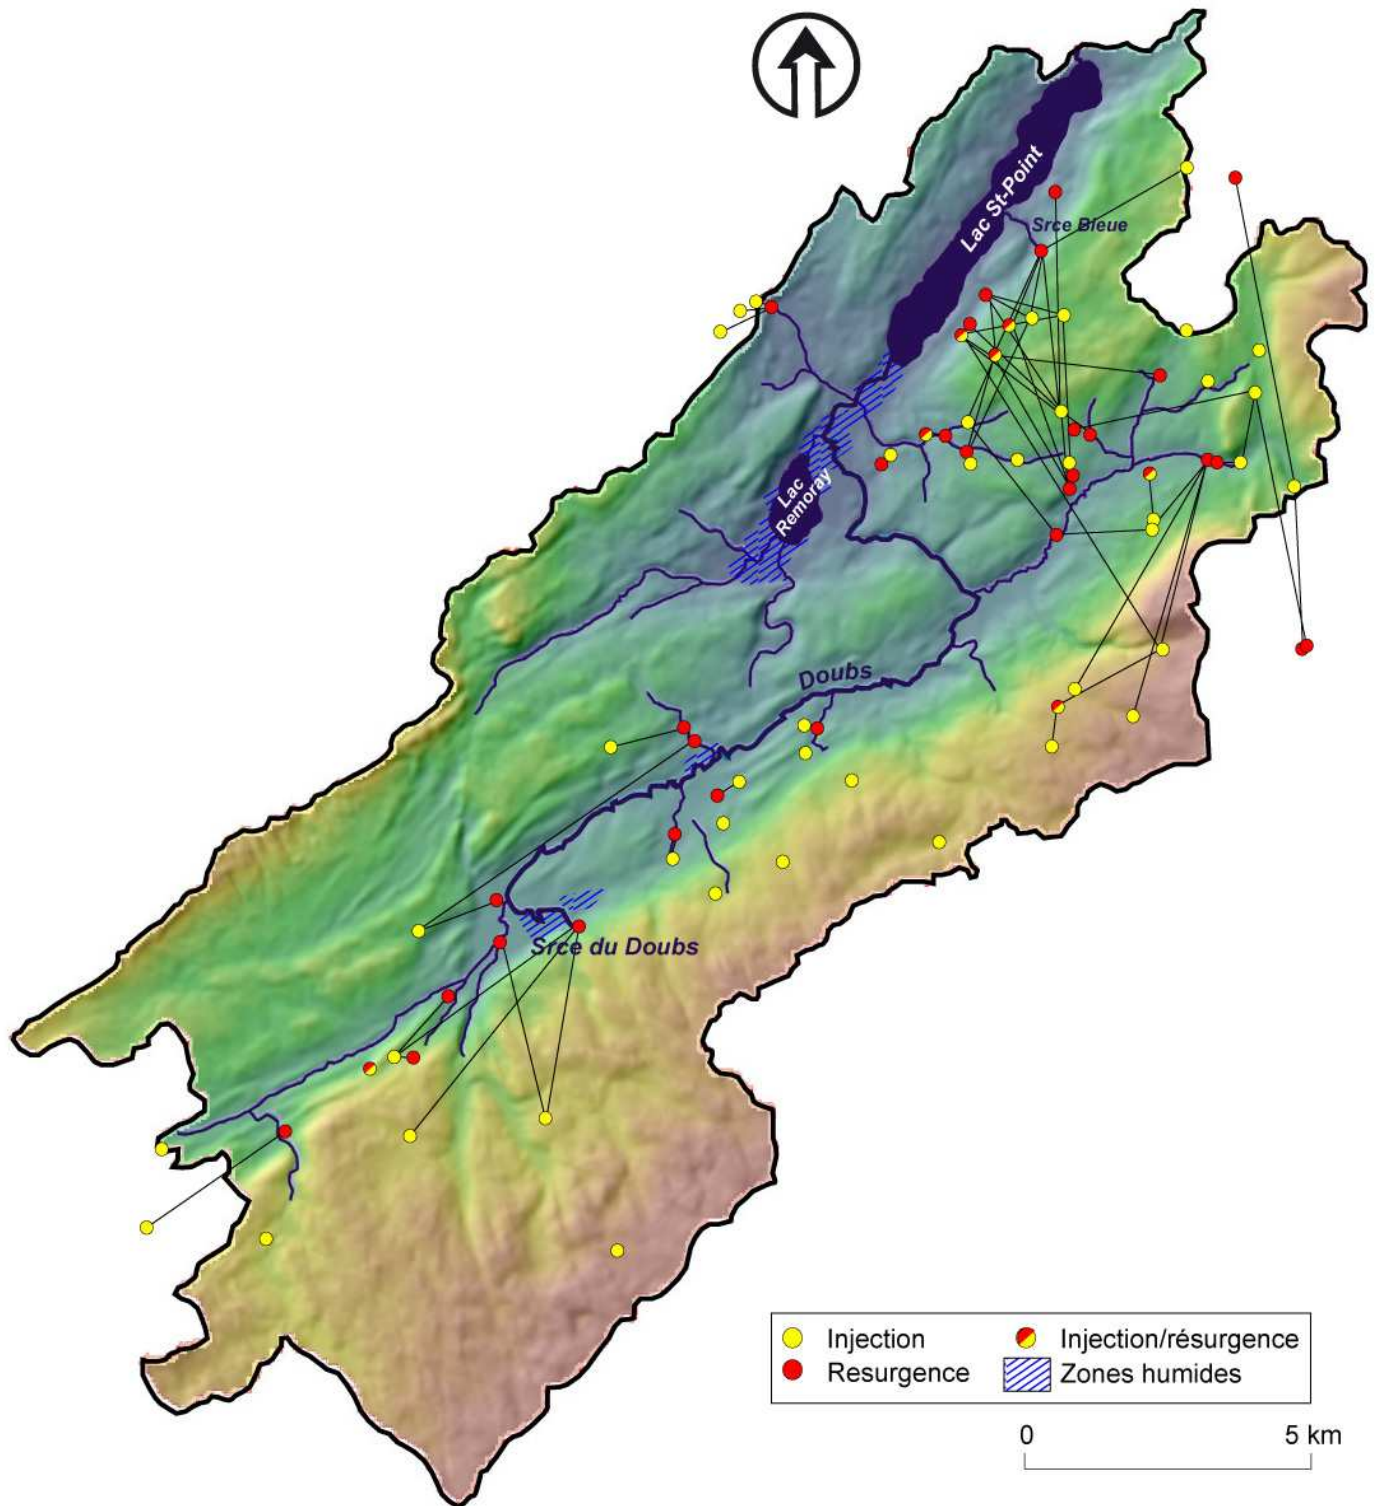 Lac St-Point
Srce Bleue
Lac
Remoray
Doubs
Srce du Doubs
Injection
Injection/résurgence
Resurgence
Zones humides
0
5 km